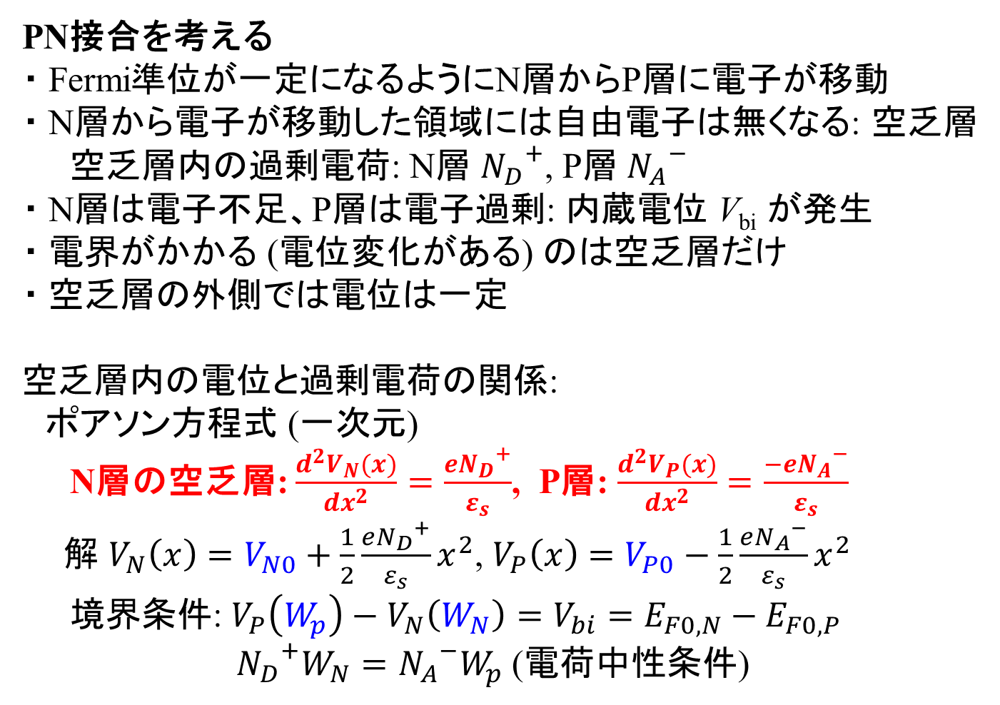 PN接合を考える
・Fermi準位が一定になるようにN層からP層に電子が移動
・N層から電子が移動した領域には自由電子は無くなる: 空乏層
空乏層内の過剰電荷: N層 $N_D{}^+$, P層 $N_A{}^-$
・N層は電子不足、P層は電子過剰: 内蔵電位 $V_{\mathrm{bi}}$ が発生
・電界がかかる (電位変化がある) のは空乏層だけ
・空乏層の外側では電位は一定
空乏層内の電位と過剰電荷の関係:
ポアソン方程式 (一次元)
N層の空乏層: $\frac{d^2V_N(x)}{dx^2} = \frac{eN_D{}^+}{\varepsilon_s}$, P層: $\frac{d^2V_P(x)}{dx^2} = \frac{-eN_A{}^-}{\varepsilon_s}$
解 $V_N(x) = V_{N0} + \frac{1}{2}\frac{eN_D{}^+}{\varepsilon_s}x^2$, $V_P(x) = V_{P0} - \frac{1}{2}\frac{eN_A{}^-}{\varepsilon_s}x^2$
境界条件: $V_P(W_p) - V_N(W_N) = V_{bi} = E_{F0,N} - E_{F0,P}$
$N_D{}^+W_N = N_A{}^-W_p$ (電荷中性条件)